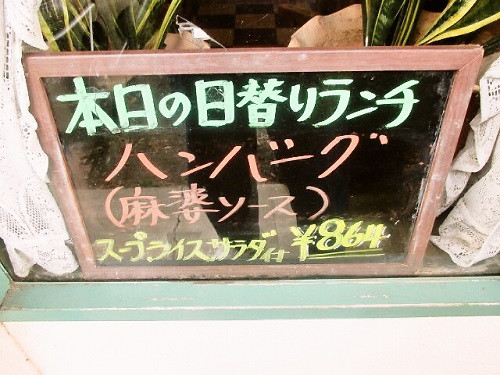 本日の日替りランチ
ハンバーグ
(麻婆ソース)
スープライスサラダ付 ¥864